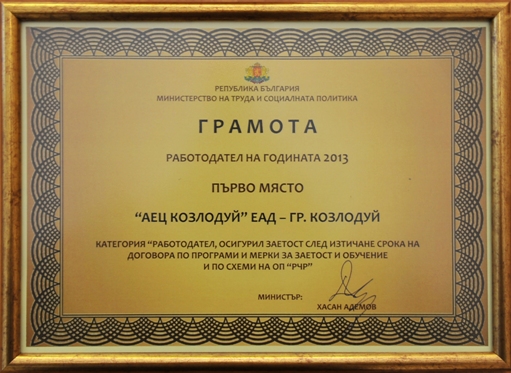 РЕПУБЛИКА БЪЛГАРИЯ
МИНИСТЕРСТВО НА ТРУДА И СОЦИАЛНАТА ПОЛИТИКА
ГРАМОТА
РАБОТОДАТЕЛ НА ГОДИНАТА 2013
ПЪРВО МЯСТО
“АЕЦ КОЗЛОДУЙ” ЕАД – ГР. КОЗЛОДУЙ
КАТЕГОРИЯ “РАБОТОДАТЕЛ, ОСИГУРИЛ ЗАЕТОСТ СЛЕД ИЗТИЧАНЕ СРОКА НА
ДОГОВОРА ПО ПРОГРАМИ И МЕРКИ ЗА ЗАЕТОСТ И ОБУЧЕНИЕ
И ПО СХЕМИ НА ОП “РЧР”
МИНИСТЪР:
ХАСАН АДЕМОВ